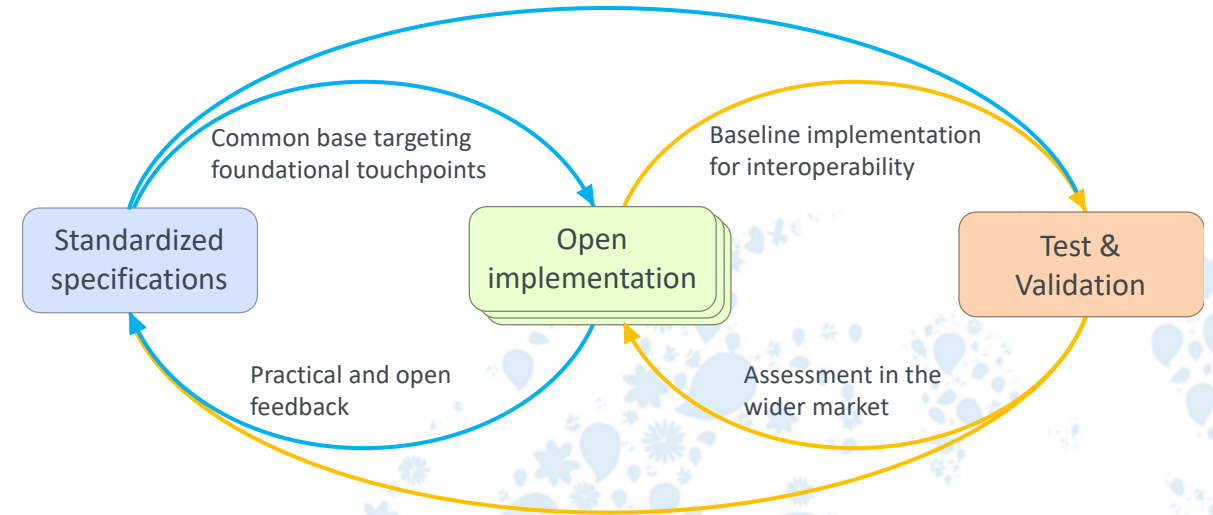 Common base targeting
foundational touchpoints
Baseline implementation
for interoperability
Standardized
specifications
Open
implementation
Test &
Validation
Practical and open
feedback
Assessment in the
wider market